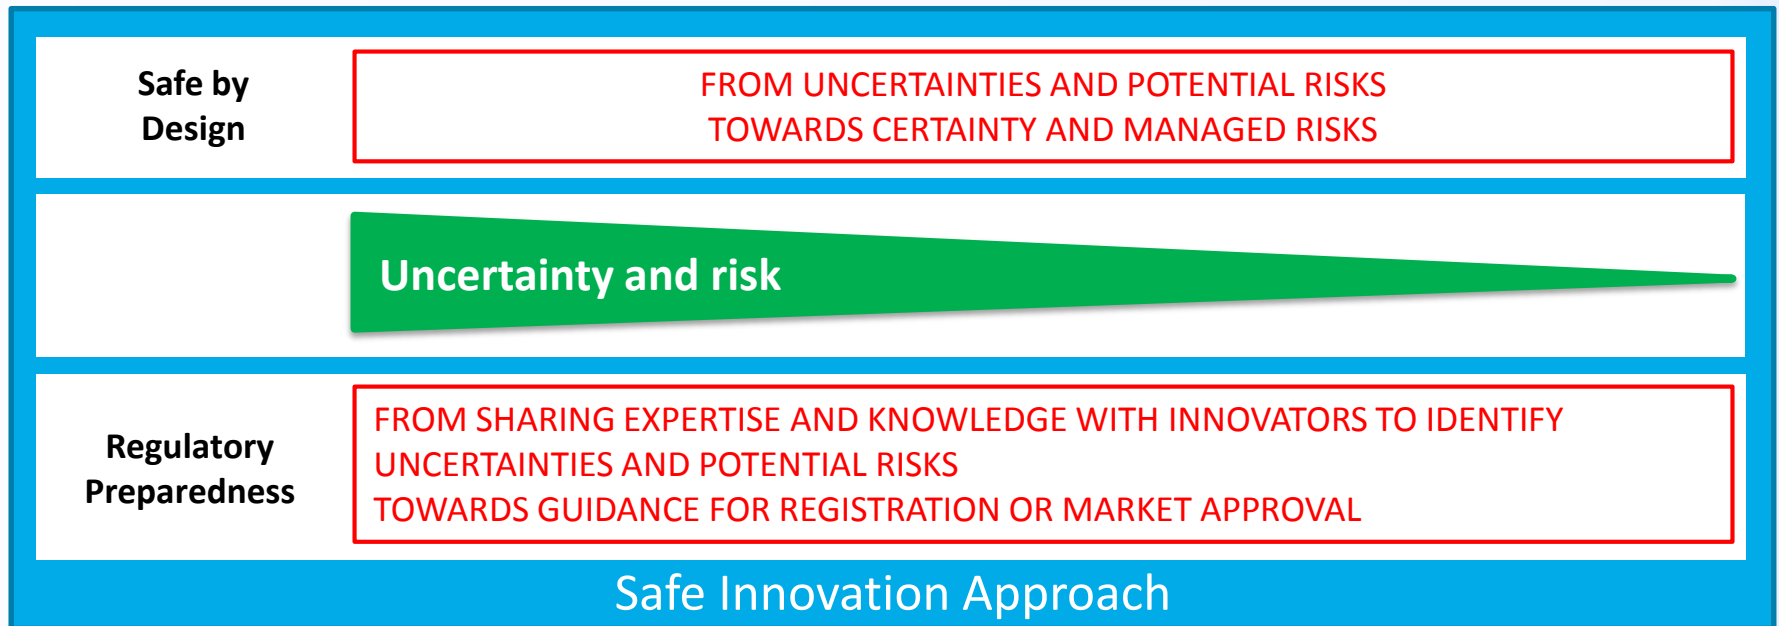 Safe by
Design
FROM UNCERTAINTIES AND POTENTIAL RISKS
TOWARDS CERTAINTY AND MANAGED RISKS
Uncertainty and risk
Regulatory
Preparedness
FROM SHARING EXPERTISE AND KNOWLEDGE WITH INNOVATORS TO IDENTIFY
UNCERTAINTIES AND POTENTIAL RISKS
TOWARDS GUIDANCE FOR REGISTRATION OR MARKET APPROVAL
Safe Innovation Approach